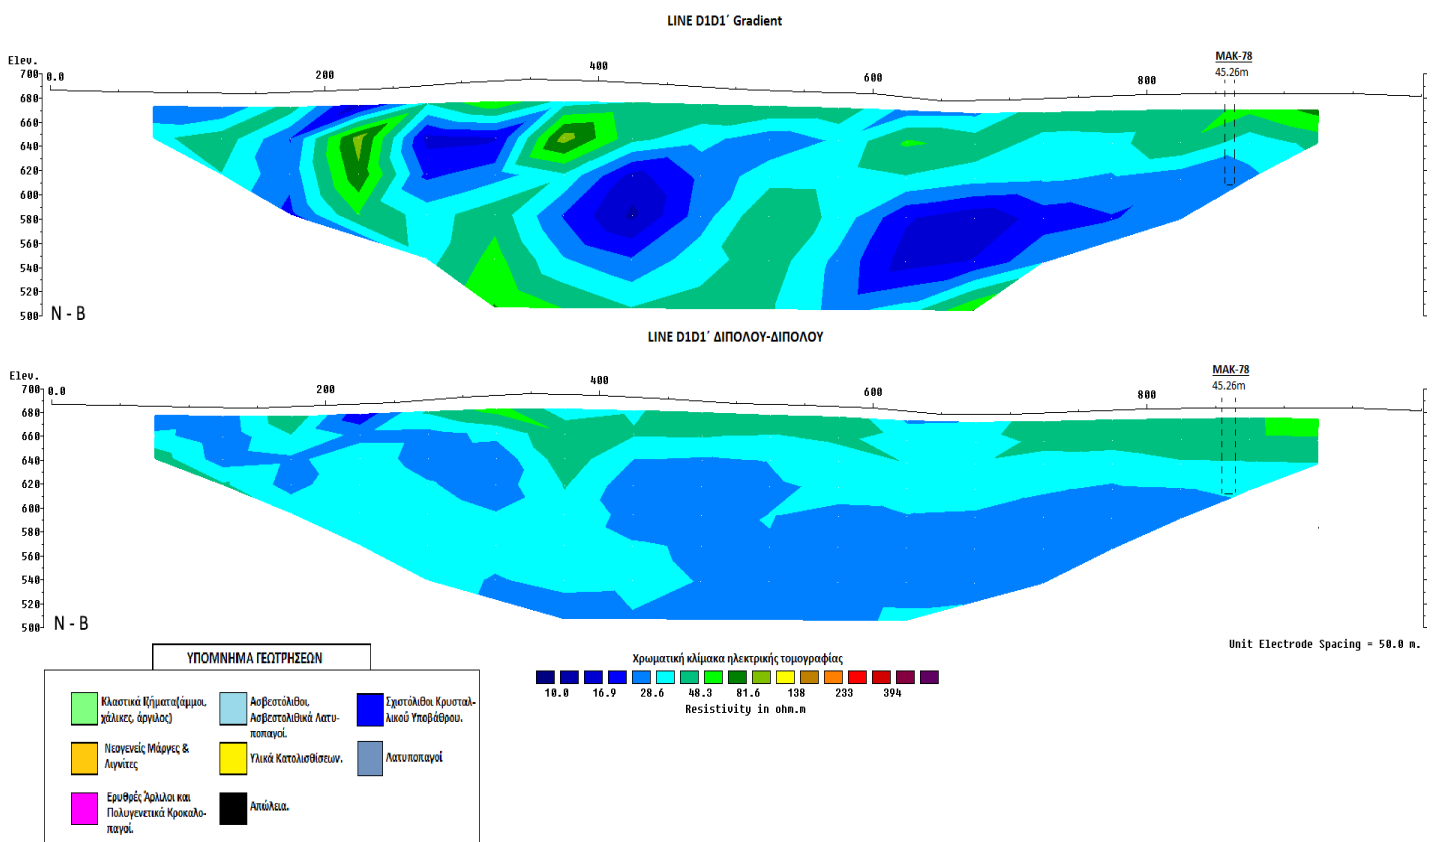 LINE D1D1΄ Gradient
MAK-78
45.26m
Elev.
0.0 200 400 600 800
700
680
660
640
620
600
580
560
540
520
500
N - B
LINE D1D1΄ ΔΙΠΟΛΟΥ-ΔΙΠΟΛΟΥ
MAK-78
45.26m
Elev.
0.0 200 400 600 800
700
680
660
640
620
600
580
560
540
520
500
N - B
Unit Electrode Spacing = 50.0 m.
ΥΠΟΜΝΗΜΑ ΓΕΩΤΡΗΣΕΩΝ
Κλαστικά Ιζήματα(άμμοι,
χάλικες, άργιλος)
Ασβεστόλιθοι,
Ασβεστολιθικά Λατυ-
ποπαγοί.
Σχιστόλιθοι Κρυσταλ-
λικού Υποβάθρου.
Νεογενείς Μάργες &
Λιγνίτες
Υλικά Κατολισθίσεων.
Λατυποπαγοί
Ερυθρές Άρλιλοι και
Πολυγενετικά Κροκαλο-
παγοί.
Απώλεια.
Χρωματική κλίμακα ηλεκτρικής τομογραφίας
10.0 16.9 28.6 48.3 81.6 138 233 394
Resistivity in ohm.m